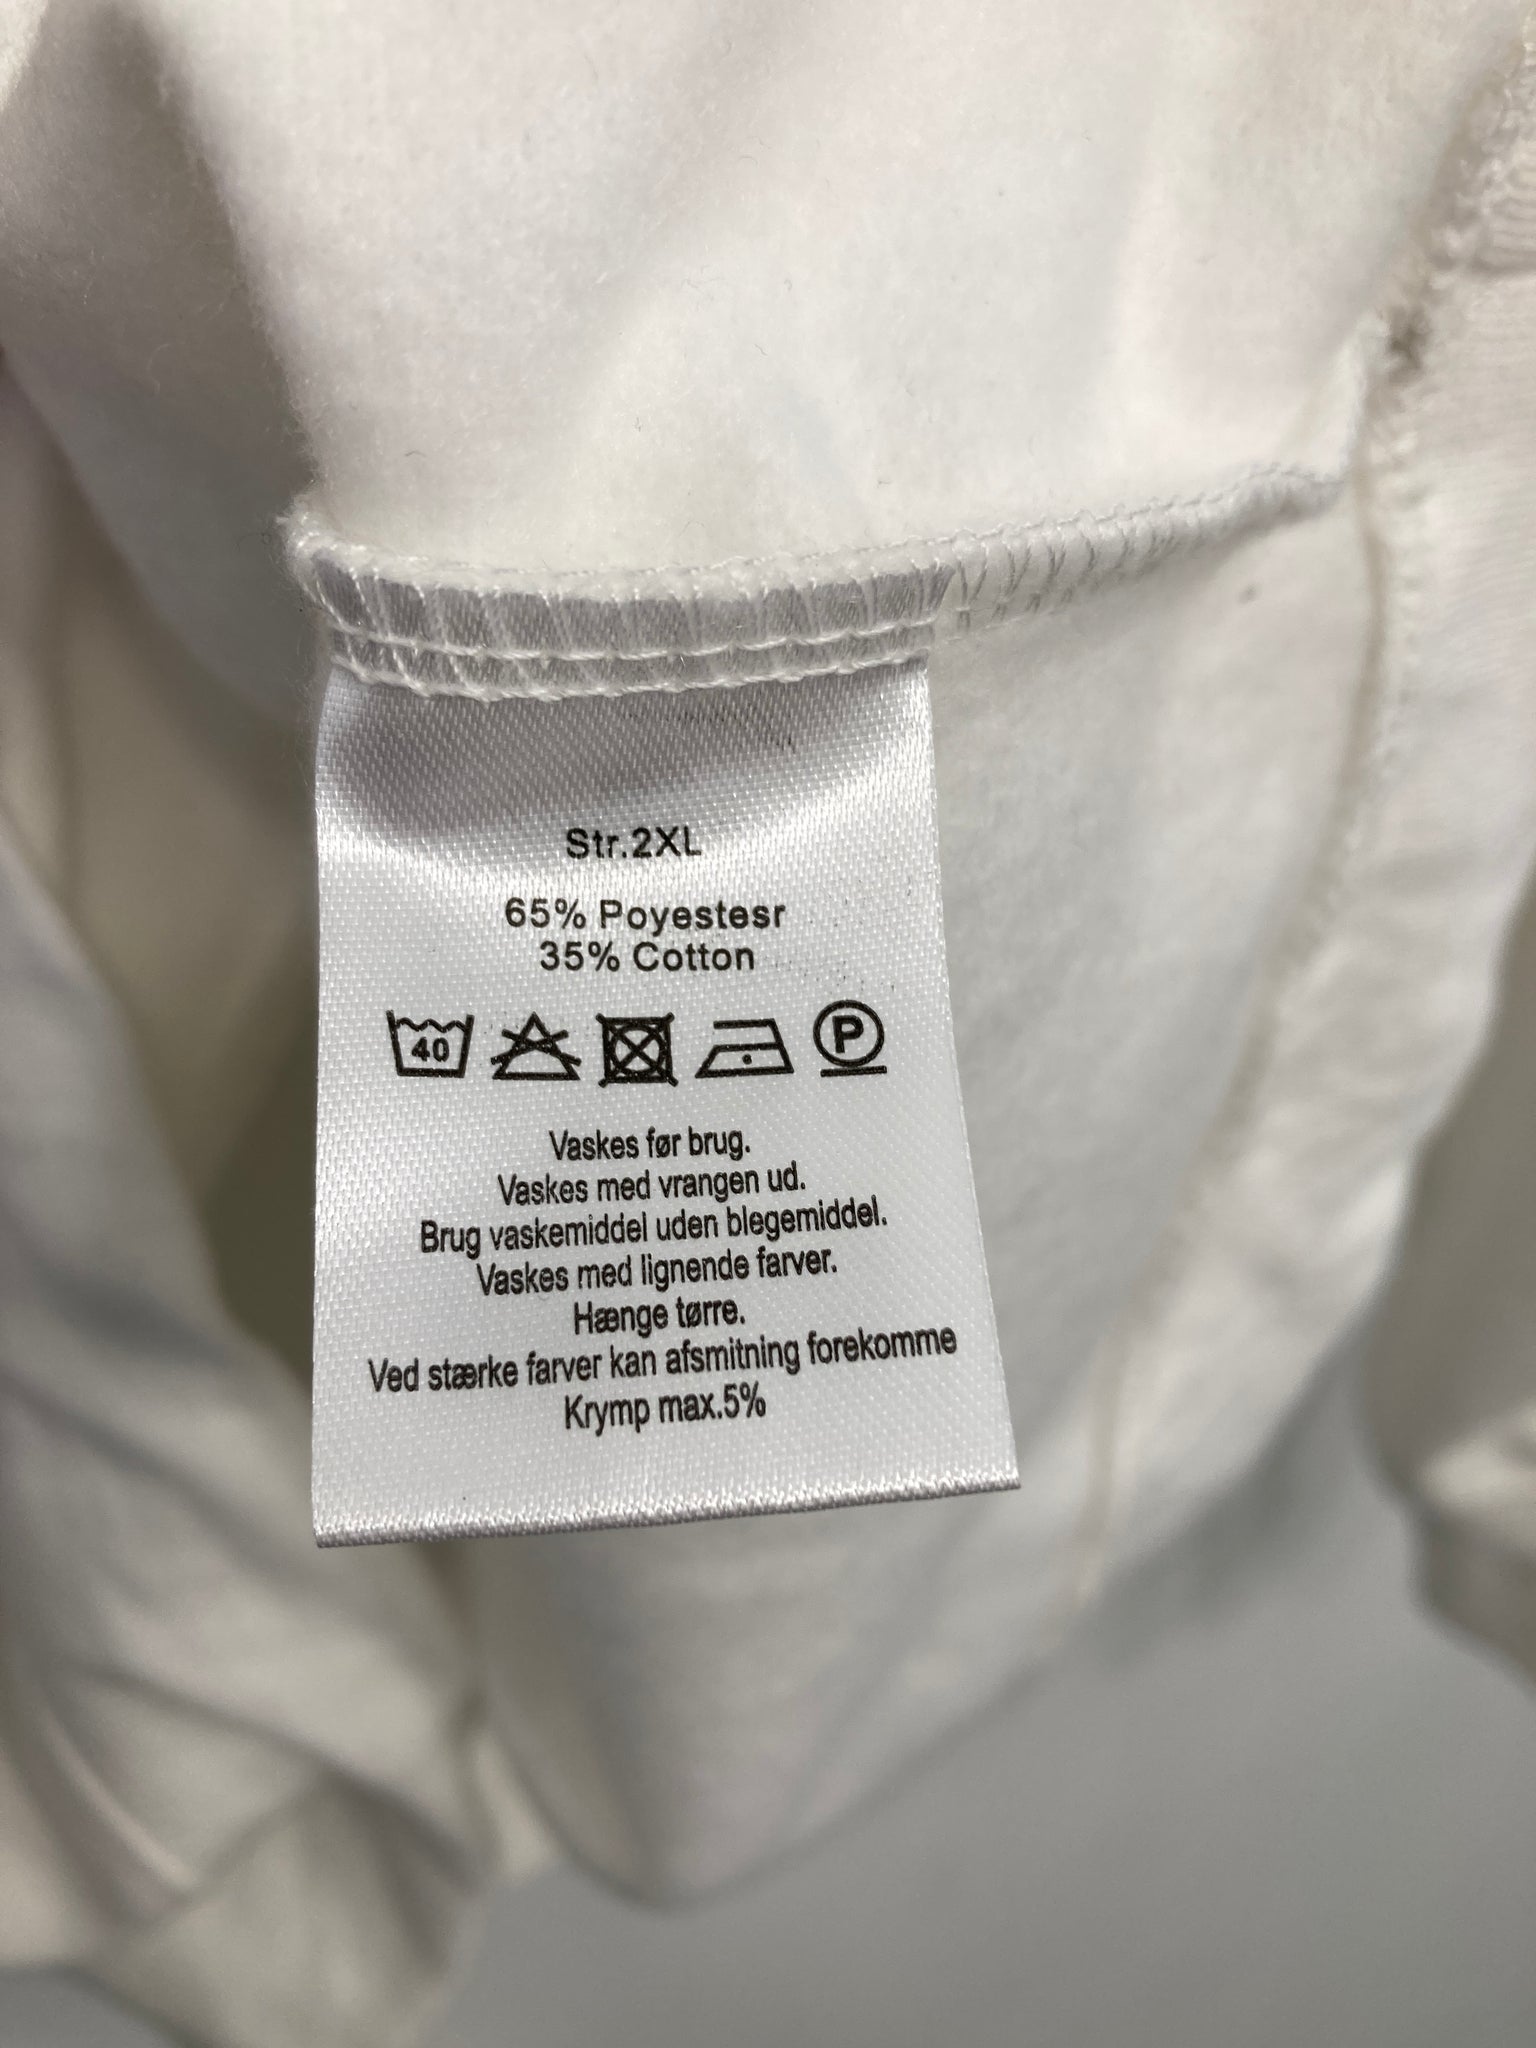 Str.2XL
65% Poyestesr
35% Cotton
40 P
Vaskes før brug.
Vaskes med vrangen ud.
Brug vaskemiddel uden blegemiddel.
Vaskes med lignende farver.
Hænge tørre.
Ved stærke farver kan afsmitning forekomme
Krymp max.5%